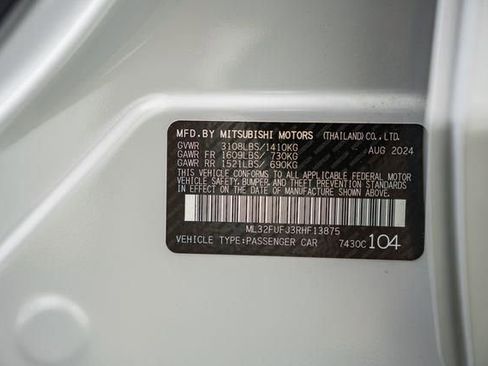 MFD.BY MITSUBISHI MOTORS (THAILAND)CO.,LTD.
GVWR 3108LBS/1410KG AUG 2024
GAWR FR 1609LBS/ 730KG
GAWR RR 1521LBS/ 690KG
THIS VEHICLE CONFORMS TO ALL APPLICABLE FEDERAL MOTOR
VEHICLE SAFETY, BUMPER, AND THEFT PREVENTION STANDARDS
IN EFFECT ON THE DATE OF MANUFACTURE SHOWN ABOVE.
ML32FUFJ3RHF13875
VEHICLE TYPE:PASSENGER CAR 7430C 104